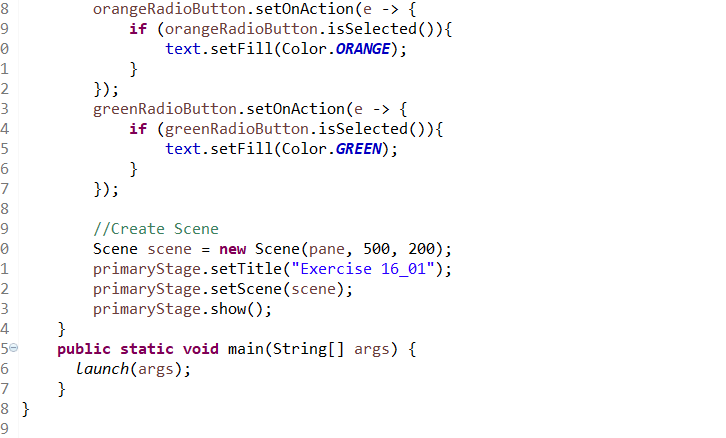 8        orangeRadioButton.setOnAction(e -> {
9            if (orangeRadioButton.isSelected()){
0                text.setFill(Color.ORANGE);
1            }
2        });
3        greenRadioButton.setOnAction(e -> {
4            if (greenRadioButton.isSelected()){
5                text.setFill(Color.GREEN);
6            }
7        });
8
9        //Create Scene
0        Scene scene = new Scene(pane, 500, 200);
1        primaryStage.setTitle("Exercise 16_01");
2        primaryStage.setScene(scene);
3        primaryStage.show();
4    }
5    public static void main(String[] args) {
6      launch(args);
7    }
8 }
9